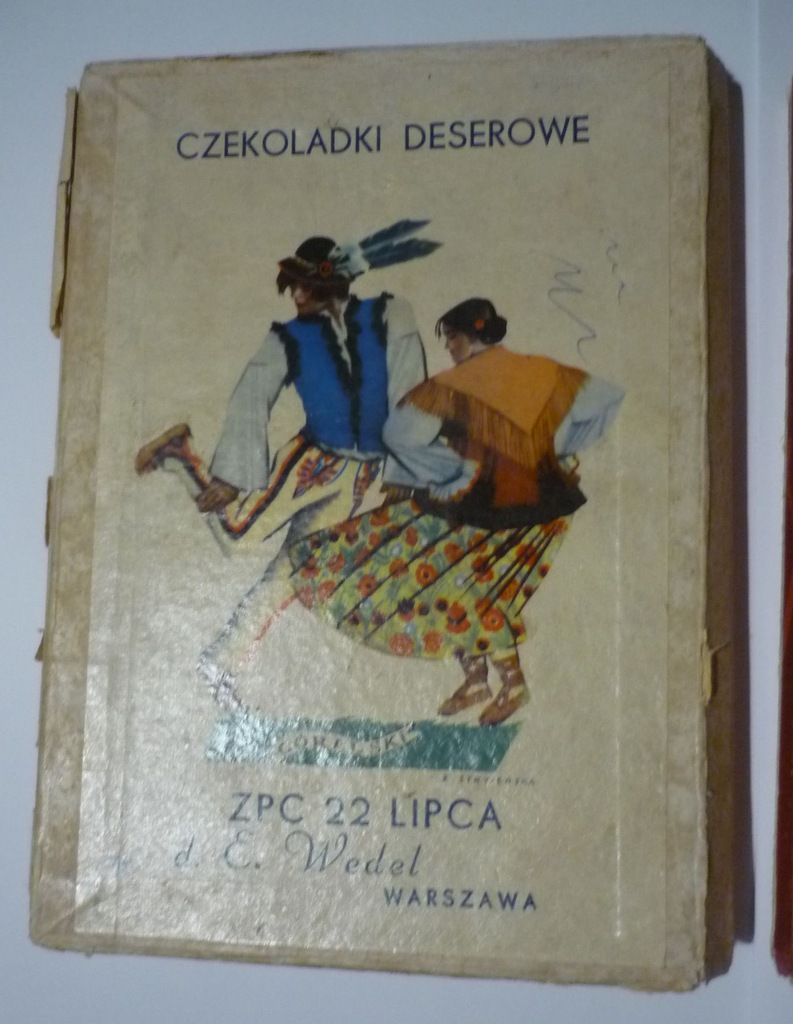 CZEKOLADKI DESEROWE
ZPC 22 LIPCA
d. E. Wedel
WARSZAWA